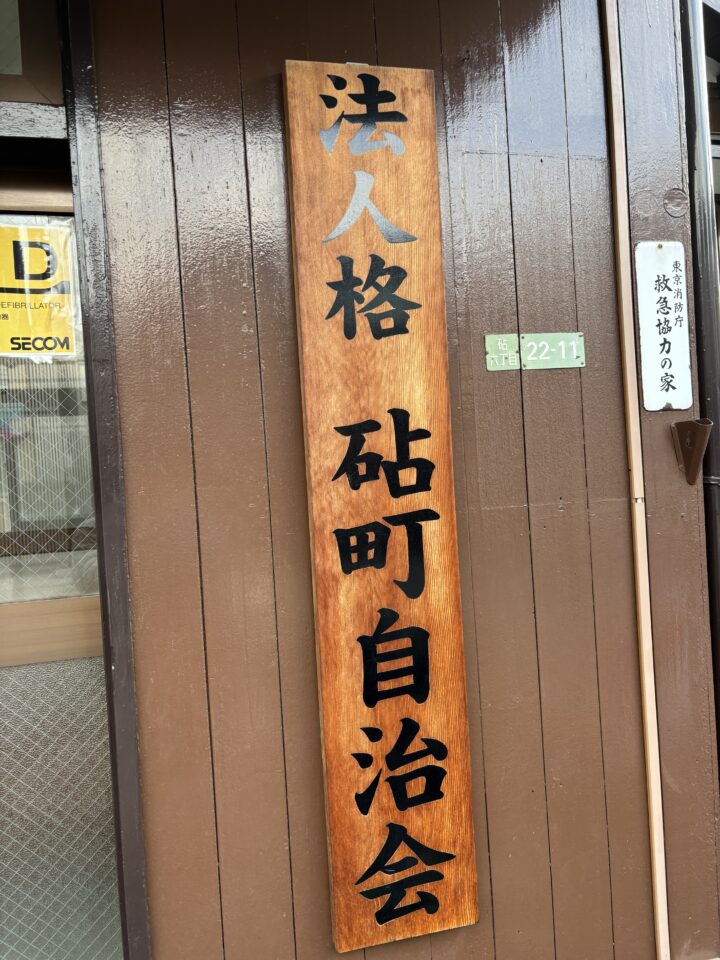 法人格 砧町自治会
砧
六丁目
22-11
東京消防庁
救急協力の家
D
EFIBRILLATOR
SECOM